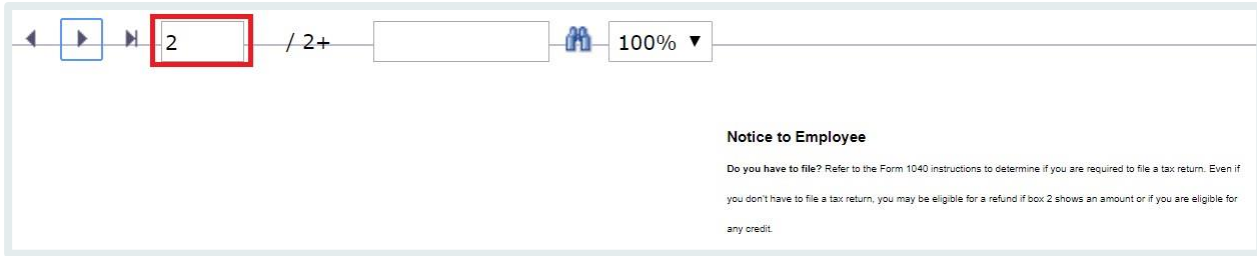 2 / 2+ 100%
Notice to Employee
Do you have to file? Refer to the Form 1040 instructions to determine if you are required to file a tax return. Even if
you don't have to file a tax return, you may be eligible for a refund if box 2 shows an amount or if you are eligible for
any credit.